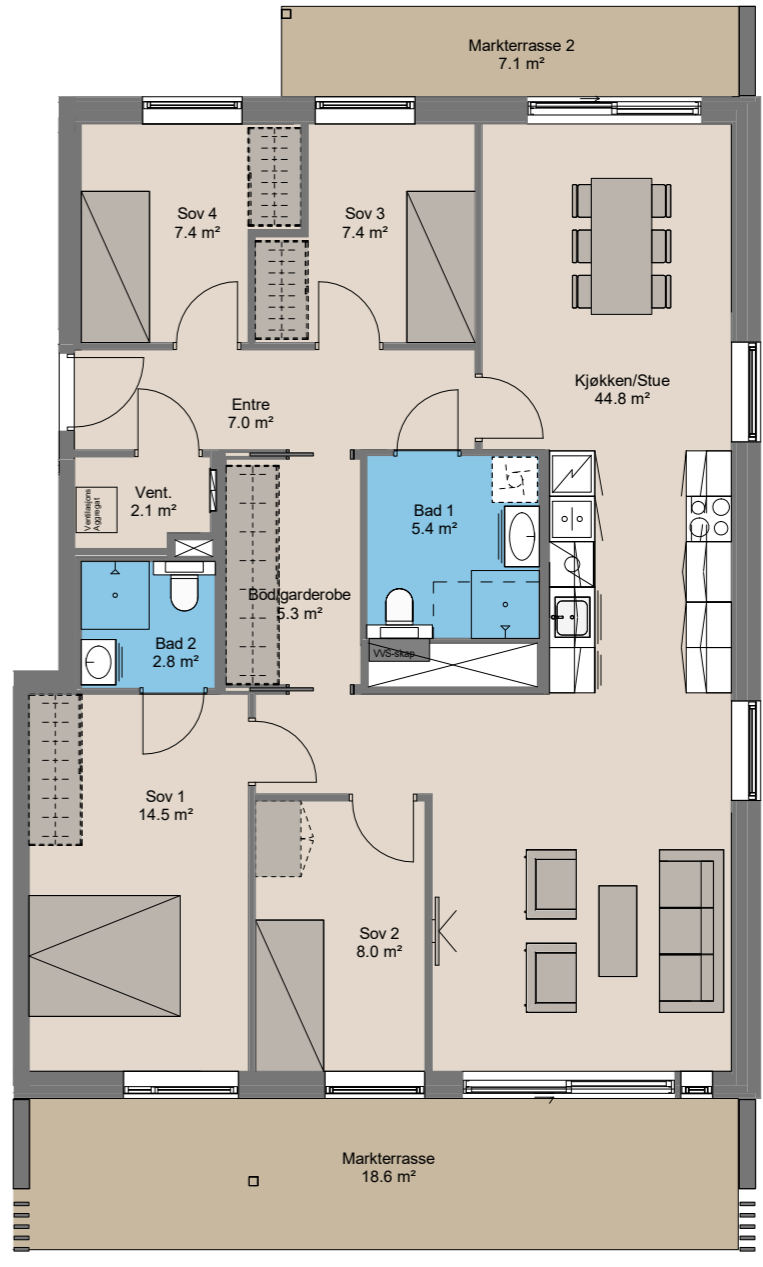 Markterrasse 2
7.1 m²
Sov 4
7.4 m²
Sov 3
7.4 m²
Kjøkken/Stue
44.8 m²
Entre
7.0 m²
Vent.
2.1 m²
Ventilasjons
Aggregat
Bad 1
5.4 m²
Bod/garderobe
5.3 m²
Bad 2
2.8 m²
VVS-skap
Sov 1
14.5 m²
Sov 2
8.0 m²
Markterrasse
18.6 m²